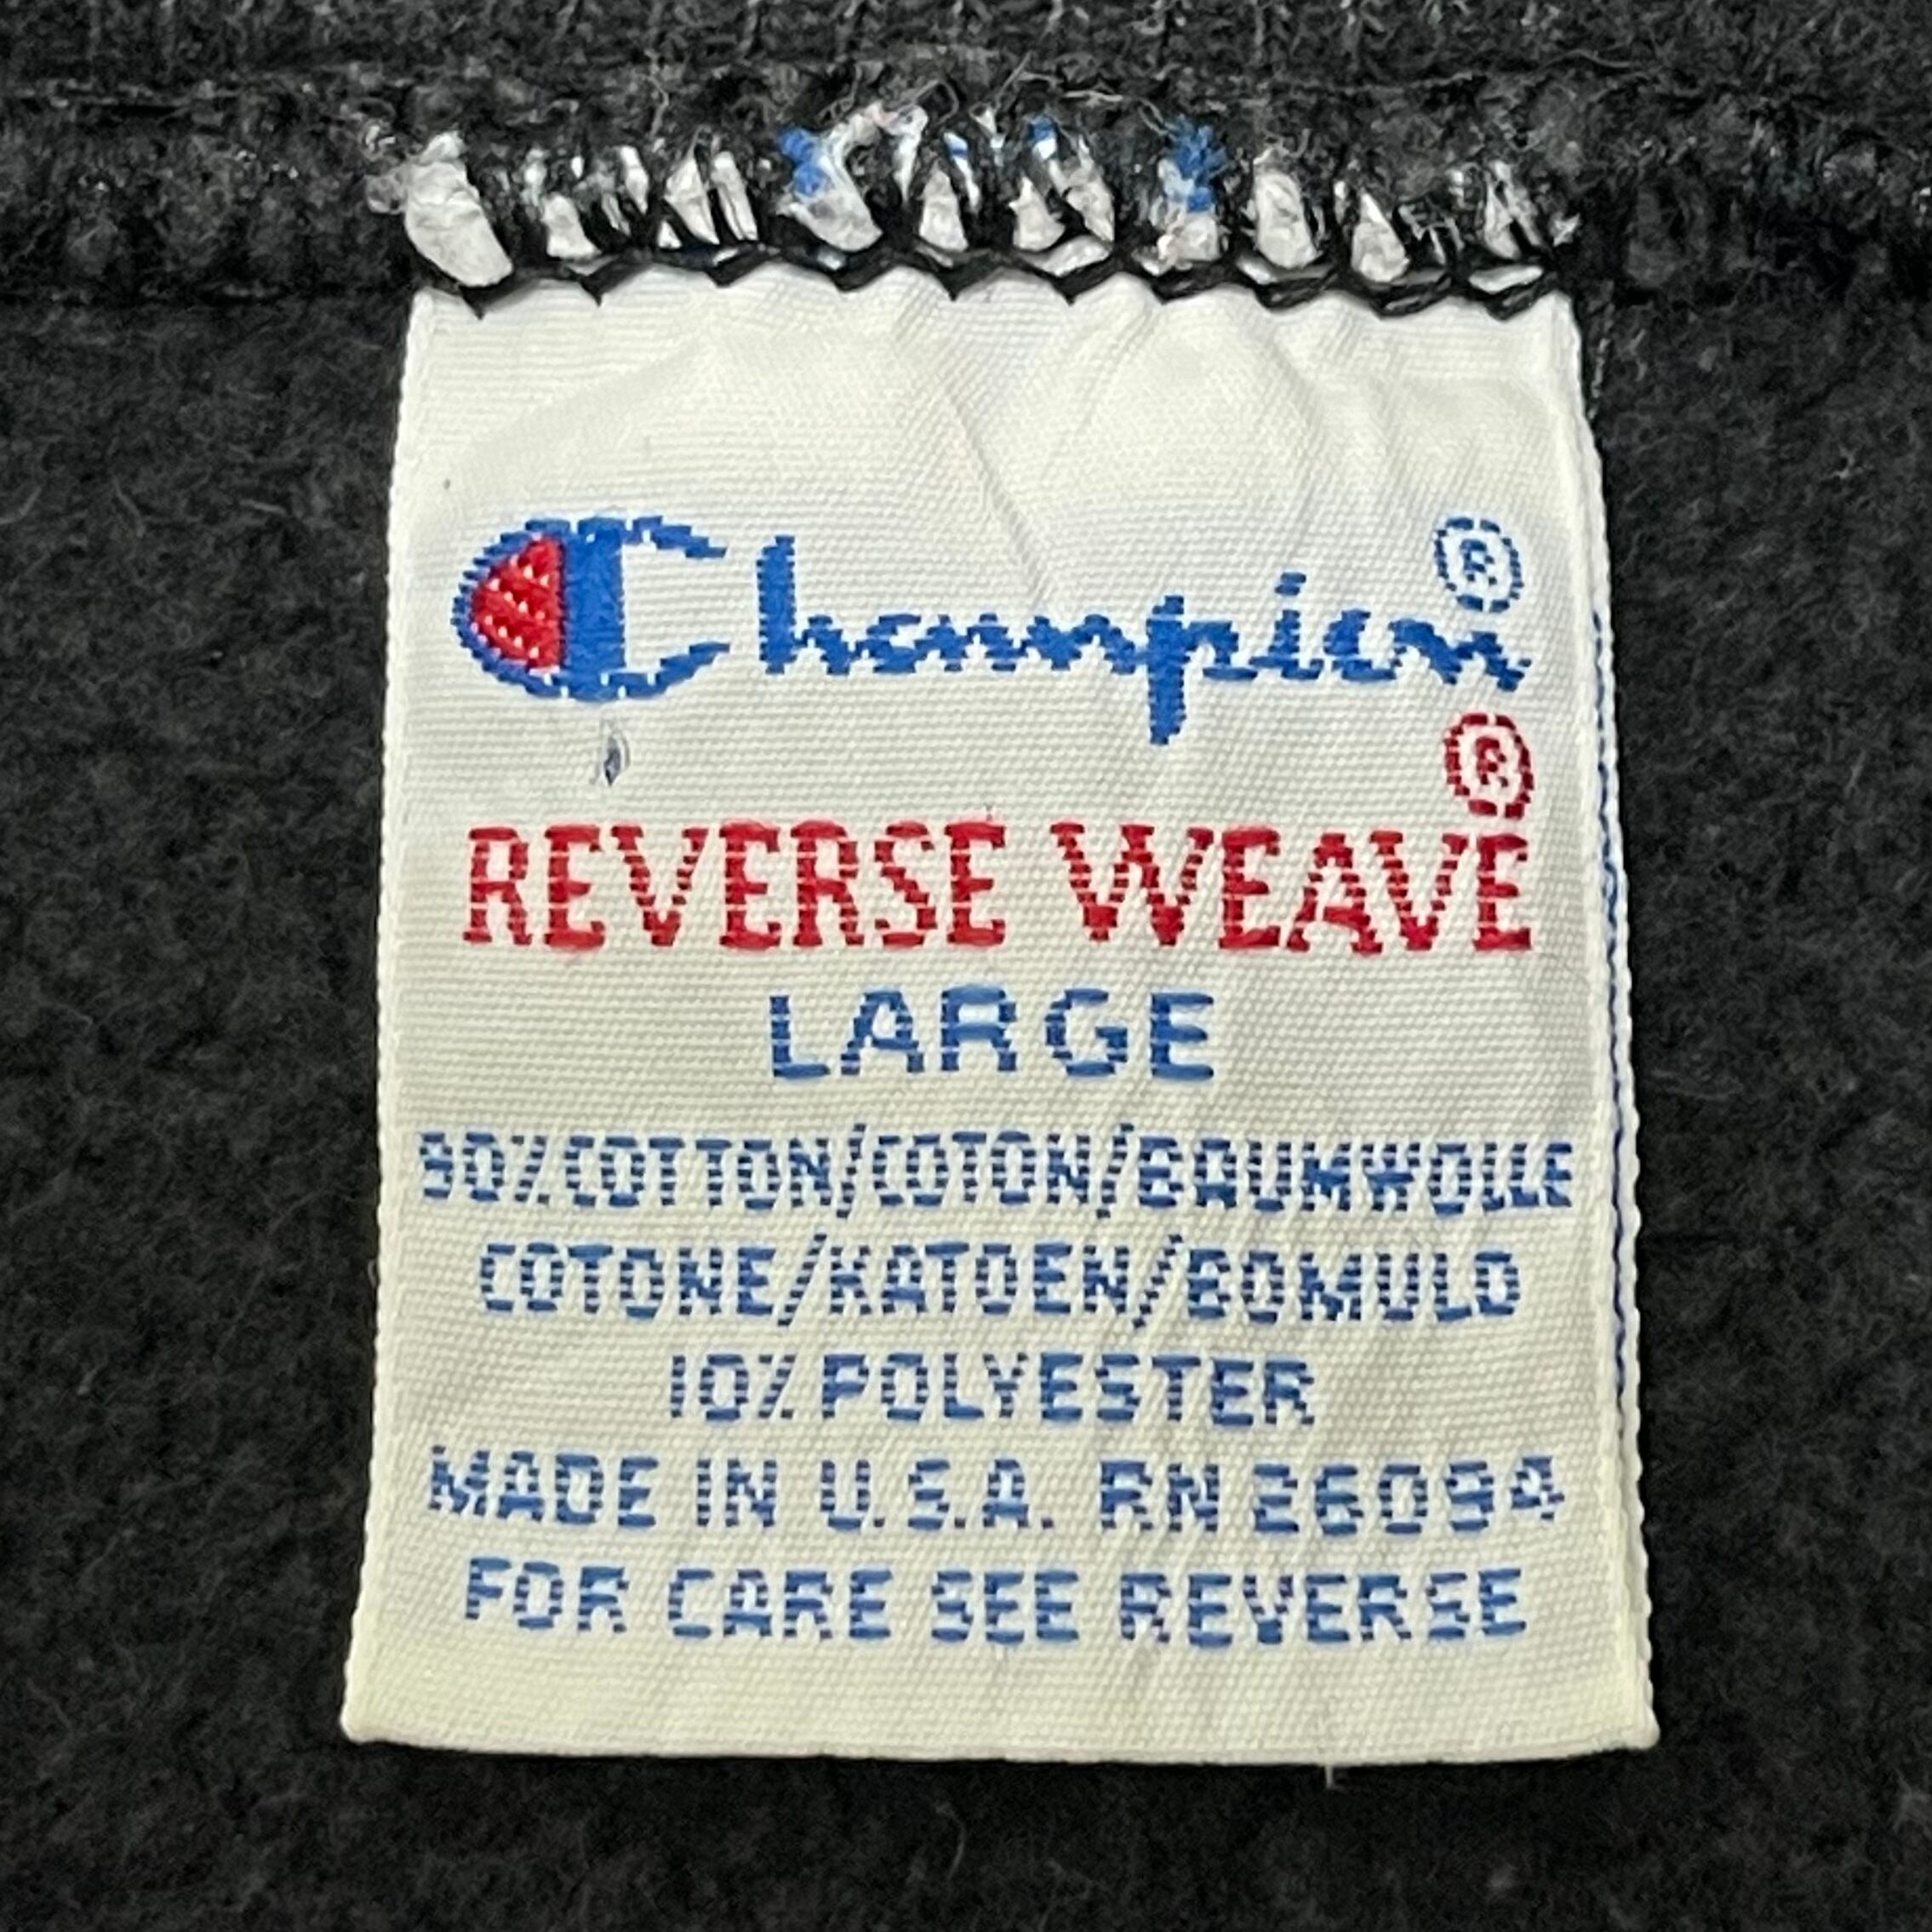 Champion®
REVERSE WEAVE®
LARGE
90% COTTON/COTON/BAUMWOLLE
COTONE/KATOEN/BOMULD
10% POLYESTER
MADE IN U.S.A. RN 26094
FOR CARE SEE REVERSE